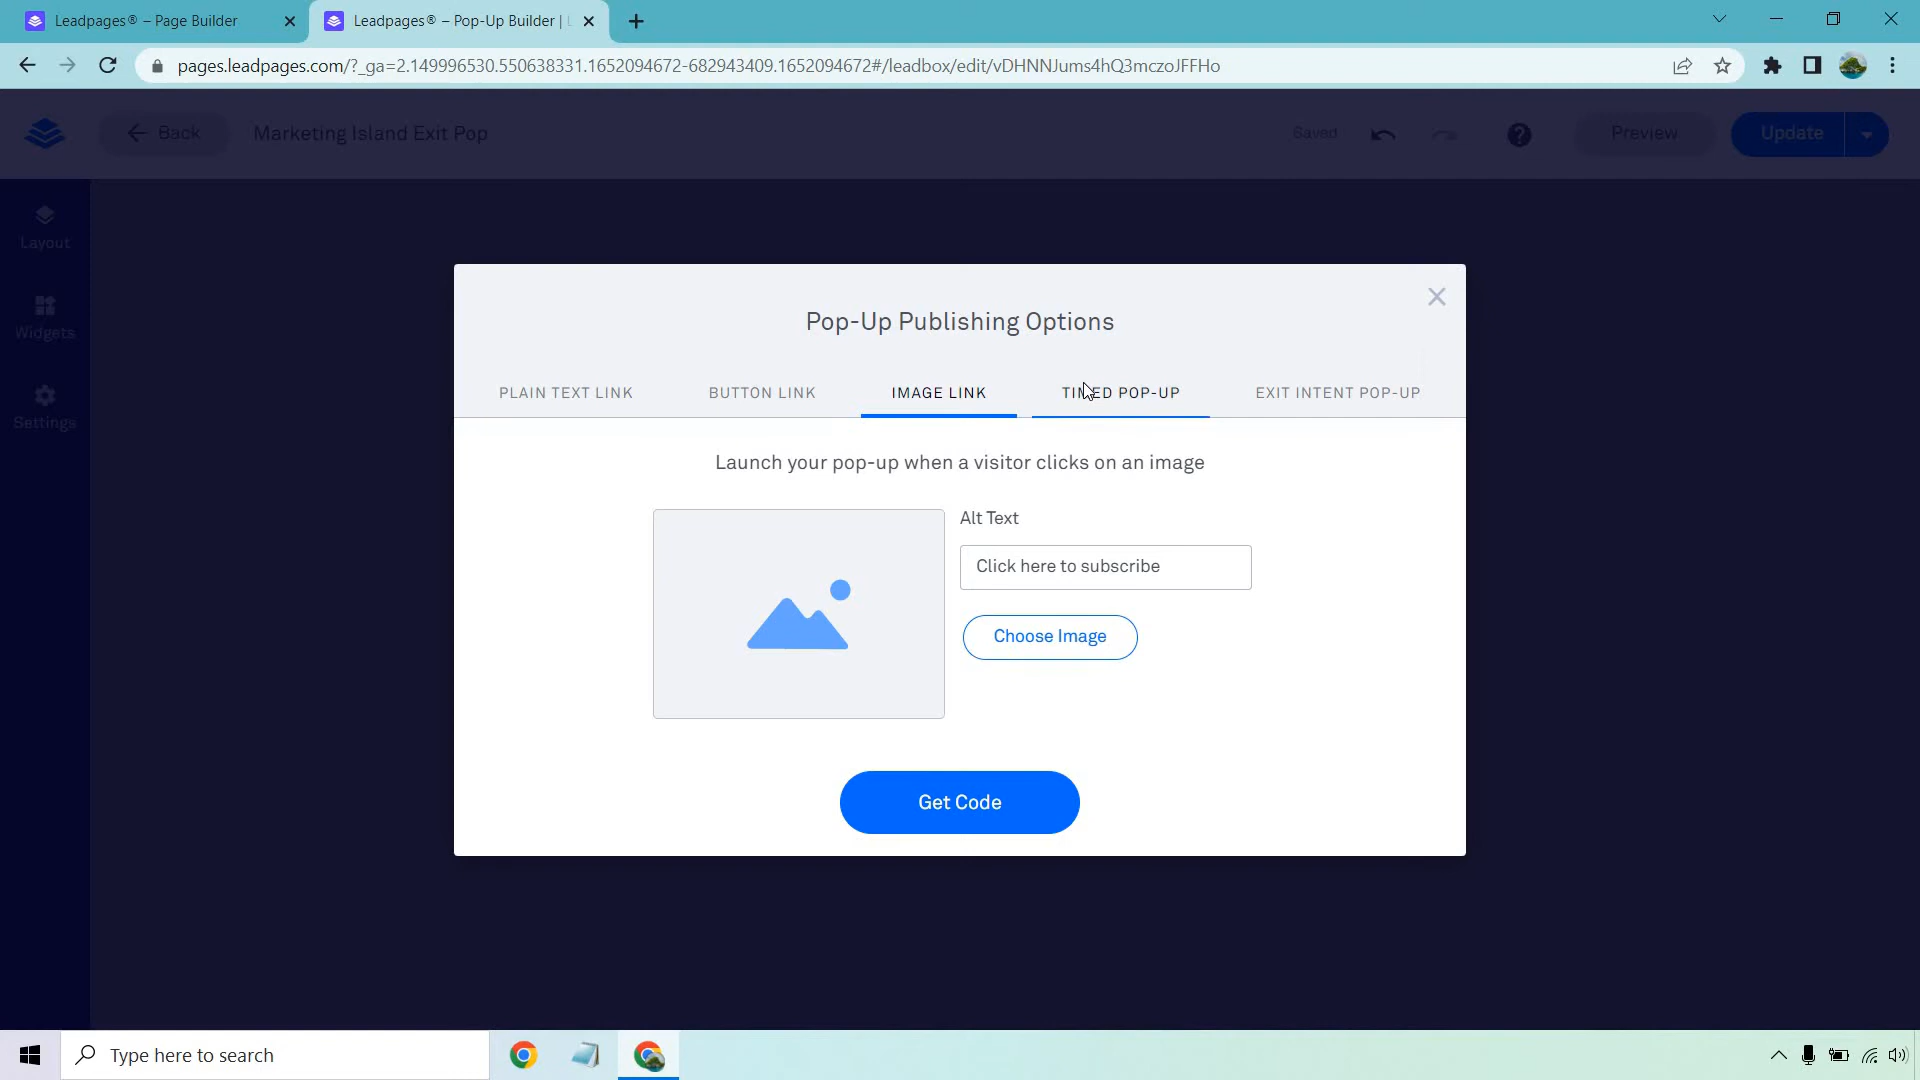 Leadpages® – Page Builder
Leadpages® – Pop-Up Builder | L
pages.leadpages.com/?_ga=2.149996530.550638331.1652094672-682943409.1652094672#/leadbox/edit/vDHNNJums4hQ3mczoJFFHo
Back
Marketing Island Exit Pop
Saved
Preview
Update
Layout
Widgets
Settings
Pop-Up Publishing Options
PLAIN TEXT LINK
BUTTON LINK
IMAGE LINK
TIMED POP-UP
EXIT INTENT POP-UP
Launch your pop-up when a visitor clicks on an image
Alt Text
Click here to subscribe
Choose Image
Get Code
Type here to search